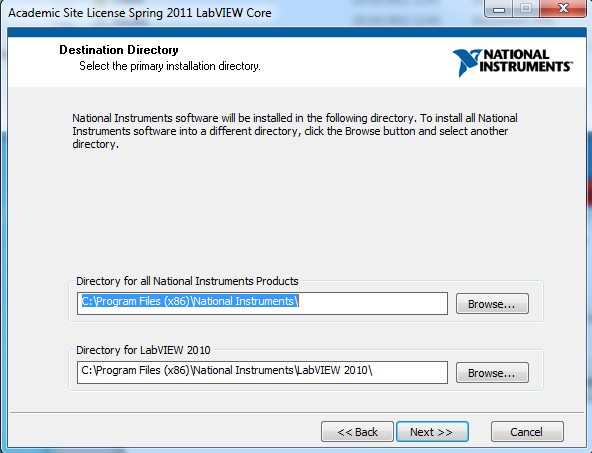 Academic Site License Spring 2011 LabVIEW Core
Destination Directory
Select the primary installation directory.
NATIONAL
INSTRUMENTS™
National Instruments software will be installed in the following directory. To install all National
Instruments software into a different directory, click the Browse button and select another
directory.
Directory for all National Instruments Products
C:\Program Files (x86)\National Instruments\
Browse...
Directory for LabVIEW 2010
C:\Program Files (x86)\National Instruments\LabVIEW 2010\
Browse...
<< Back
Next >>
Cancel